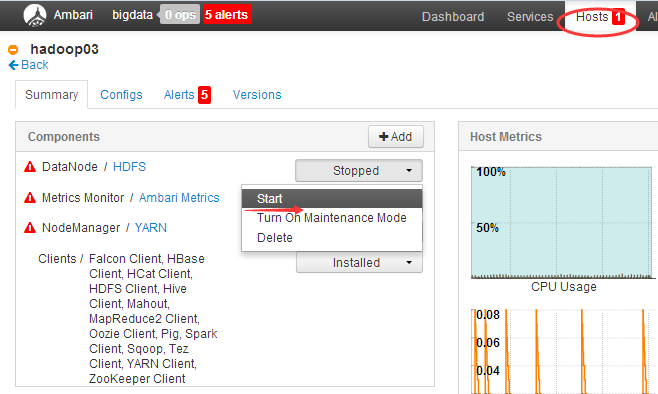 Ambari bigdata 0 ops 5 alerts Dashboard Services Hosts 1 Al
hadoop03
Back
Summary Configs Alerts 5 Versions
Components Add Host Metrics
DataNode / HDFS Stopped
Metrics Monitor / Ambari Metrics
NodeManager / YARN
Start
Turn On Maintenance Mode
Delete
Clients / Falcon Client, HBase
Client, HCat Client,
HDFS Client, Hive
Client, Mahout,
MapReduce2 Client,
Oozie Client, Pig, Spark
Client, Sqoop, Tez
Client, YARN Client,
ZooKeeper Client
Installed
100%
50%
CPU Usage
0.08
0.06
0.04